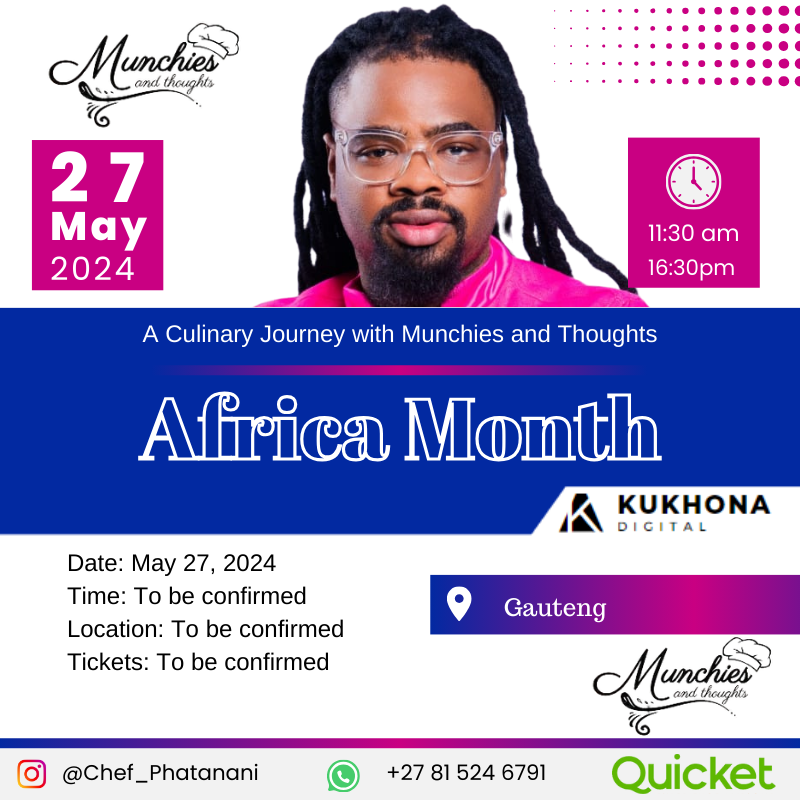 Munchies
and thoughts
27
May
2024
11:30 am
16:30pm
A Culinary Journey with Munchies and Thoughts
Africa Month
KUKHONA
DIGITAL
Date: May 27, 2024
Time: To be confirmed
Location: To be confirmed
Tickets: To be confirmed
Gauteng
Munchies
and thoughts
@Chef_Phatanani
+27 81 524 6791
Quicket